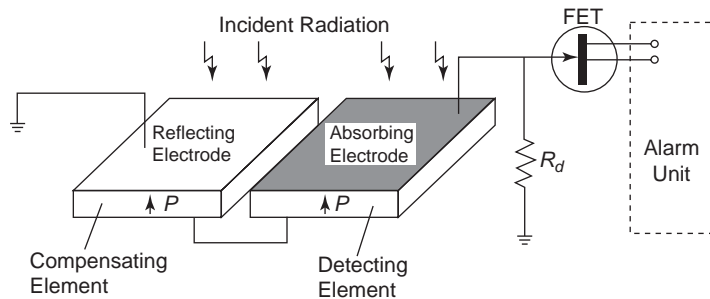 FET
Incident Radiation
Reflecting
Electrode
Absorbing
Electrode
Alarm
Unit
R_d
P
P
Compensating
Element
Detecting
Element